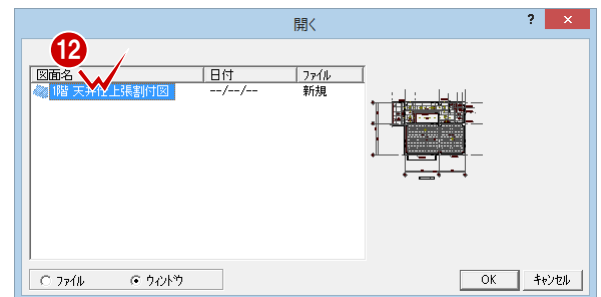 開く
?
×
12
図面名 日付 ファイル
1階 天井仕上張割付図 --/--/-- 新規
ファイル ウィンドウ
OK キャンセル